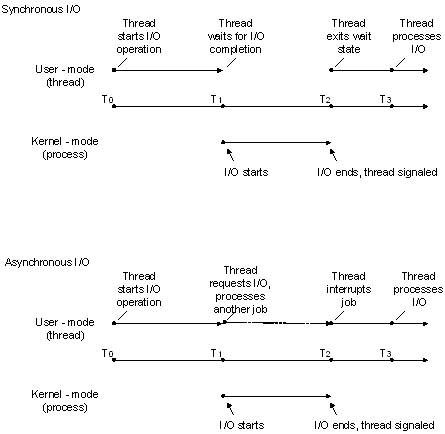 Synchronous I/O
Thread
starts I/O
operation
Thread
waits for I/O
completion
Thread
exits wait
state
Thread
processes
I/O
User - mode
(thread)
T0
T1
T2
T3
Kernel - mode
(process)
I/O starts
I/O ends, thread signaled
Asynchronous I/O
Thread
starts I/O
operation
Thread
requests I/O,
processes
another job
Thread
interrupts
job
Thread
processes
I/O
User - mode
(thread)
T0
T1
T2
T3
Kernel - mode
(process)
I/O starts
I/O ends, thread signaled